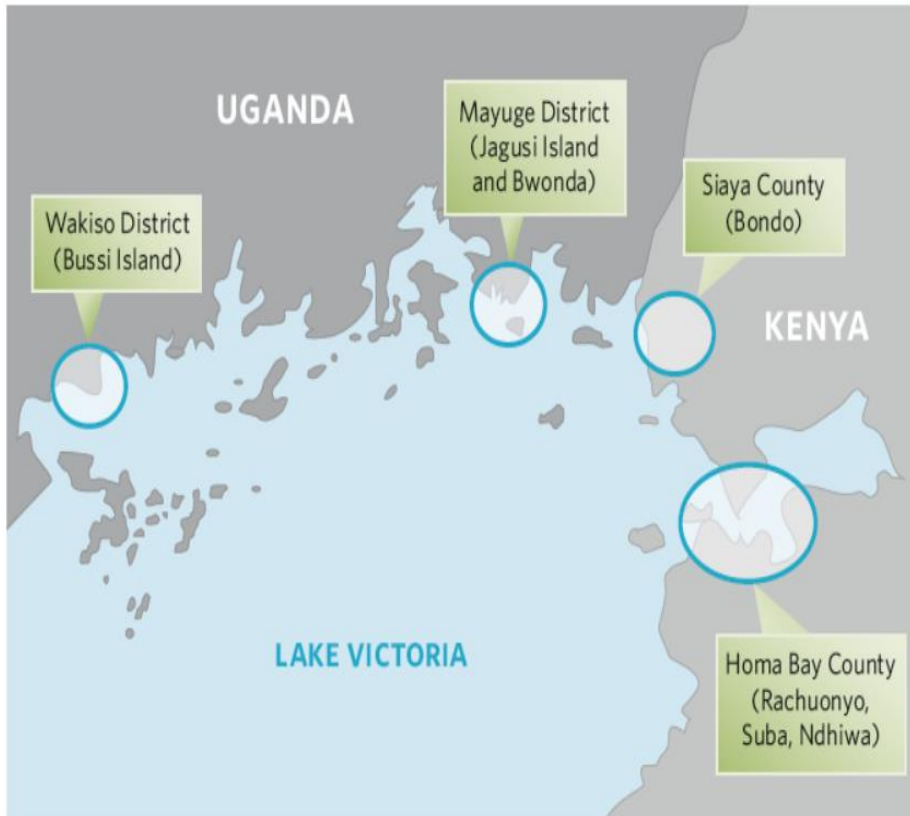 UGANDA
Mayuge District
(Jagusi Island
and Bwonda)
Siaya County
(Bondo)
Wakiso District
(Bussi Island)
KENYA
LAKE VICTORIA
Homa Bay County
(Rachuonyo,
Suba, Ndhiwa)